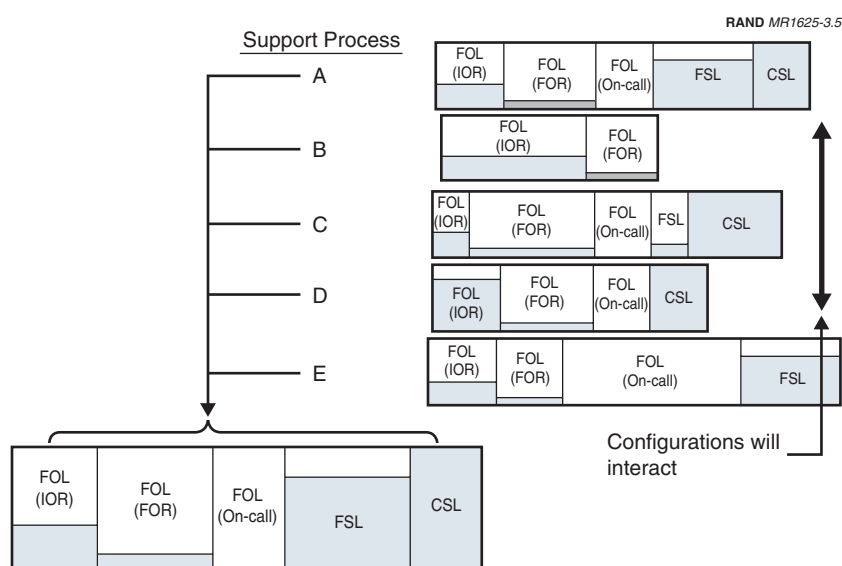 RAND MR1625-3.5
Support Process
A
FOL
(IOR)
FOL
(FOR)
FOL
(On-call)
FSL
CSL
B
FOL
(IOR)
FOL
(FOR)
C
FOL
(IOR)
FOL
(FOR)
FOL
(On-call)
FSL
CSL
D
FOL
(IOR)
FOL
(FOR)
FOL
(On-call)
CSL
E
FOL
(IOR)
FOL
(FOR)
FOL
(On-call)
FSL
Configurations will
interact
FOL
(IOR)
FOL
(FOR)
FOL
(On-call)
FSL
CSL